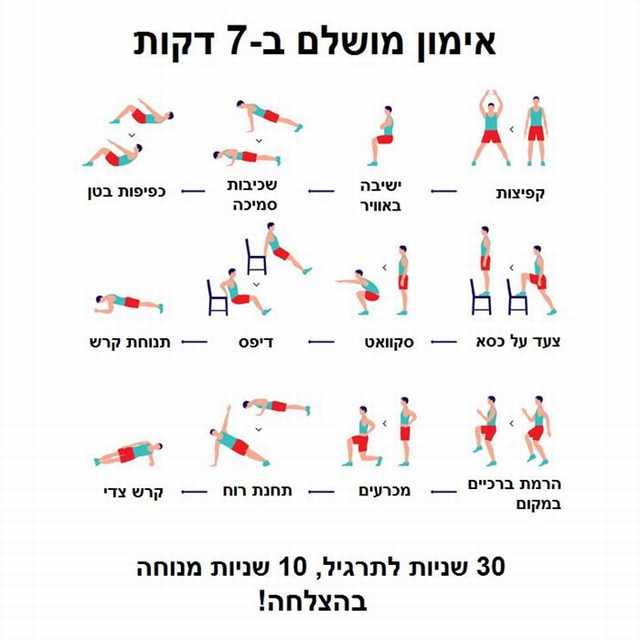 אימון מושלם ב-7 דקות
קפיצות
ישיבה
באוויר
שכיבות
סמיכה
כפיפות בטן
צעד על כסא
סקוואט
דיפס
תנוחת קרש
הרמת ברכיים
במקום
מכרעים
תחנת רוח
קרש צדי
30 שניות לתרגיל, 10 שניות מנוחה
בהצלחה!